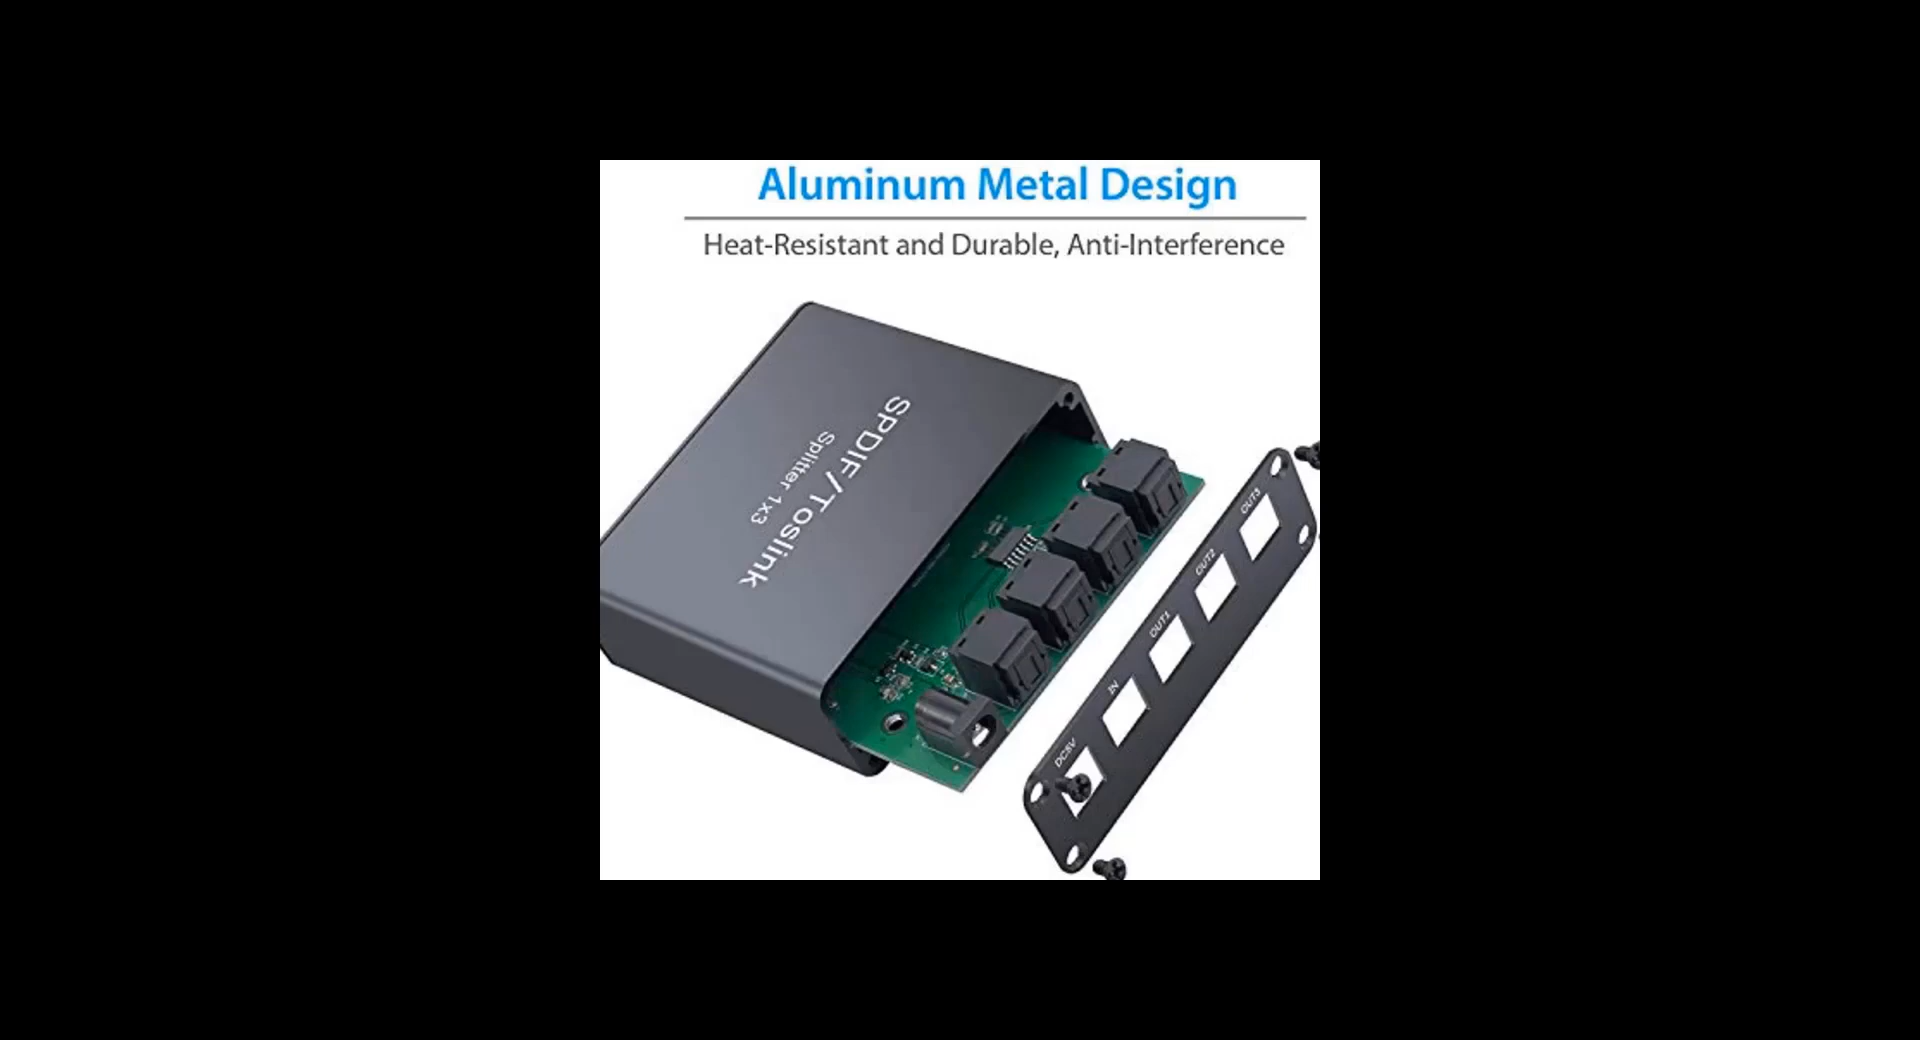 Aluminum Metal Design
Heat-Resistant and Durable, Anti-Interference
SPDIF/Toslink
Splitter 1x3
OUT3
OUT2
OUT1
IN
DC5V